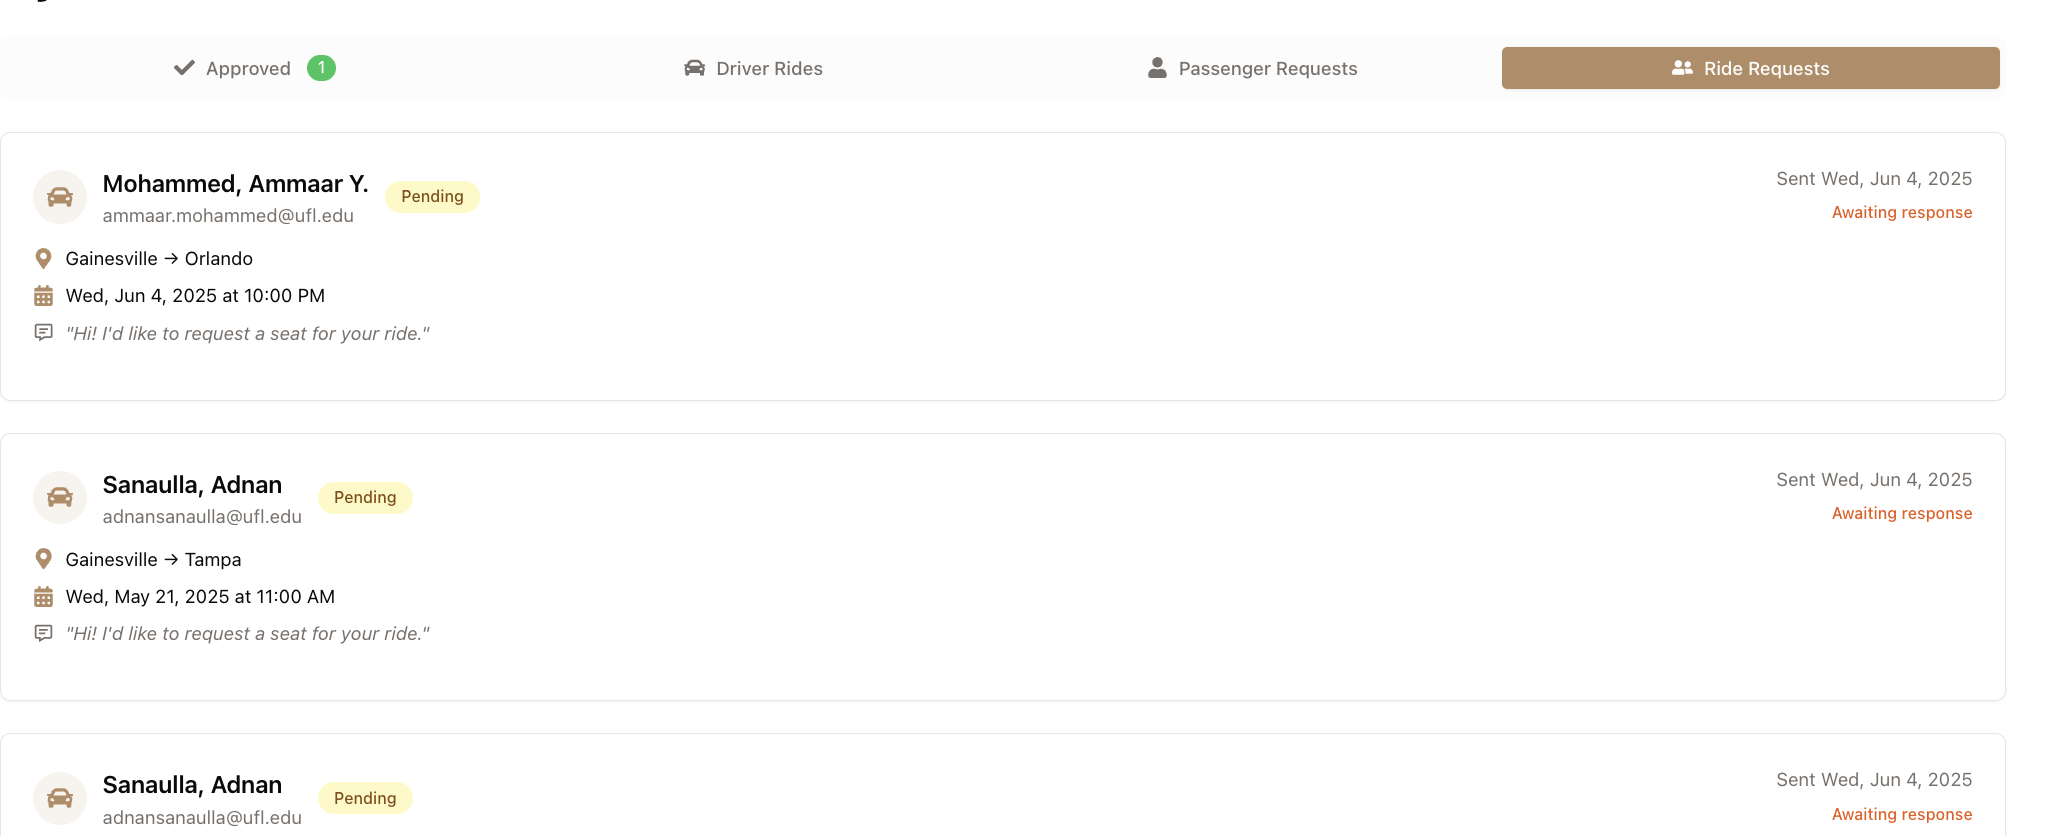 Approved 1 Driver Rides Passenger Requests Ride Requests
Mohammed, Ammaar Y. Pending Sent Wed, Jun 4, 2025
ammaar.mohammed@ufl.edu Awaiting response
Gainesville → Orlando
Wed, Jun 4, 2025 at 10:00 PM
"Hi! I'd like to request a seat for your ride."
Sanaulla, Adnan Pending Sent Wed, Jun 4, 2025
adnansanaulla@ufl.edu Awaiting response
Gainesville → Tampa
Wed, May 21, 2025 at 11:00 AM
"Hi! I'd like to request a seat for your ride."
Sanaulla, Adnan Pending Sent Wed, Jun 4, 2025
adnansanaulla@ufl.edu Awaiting response